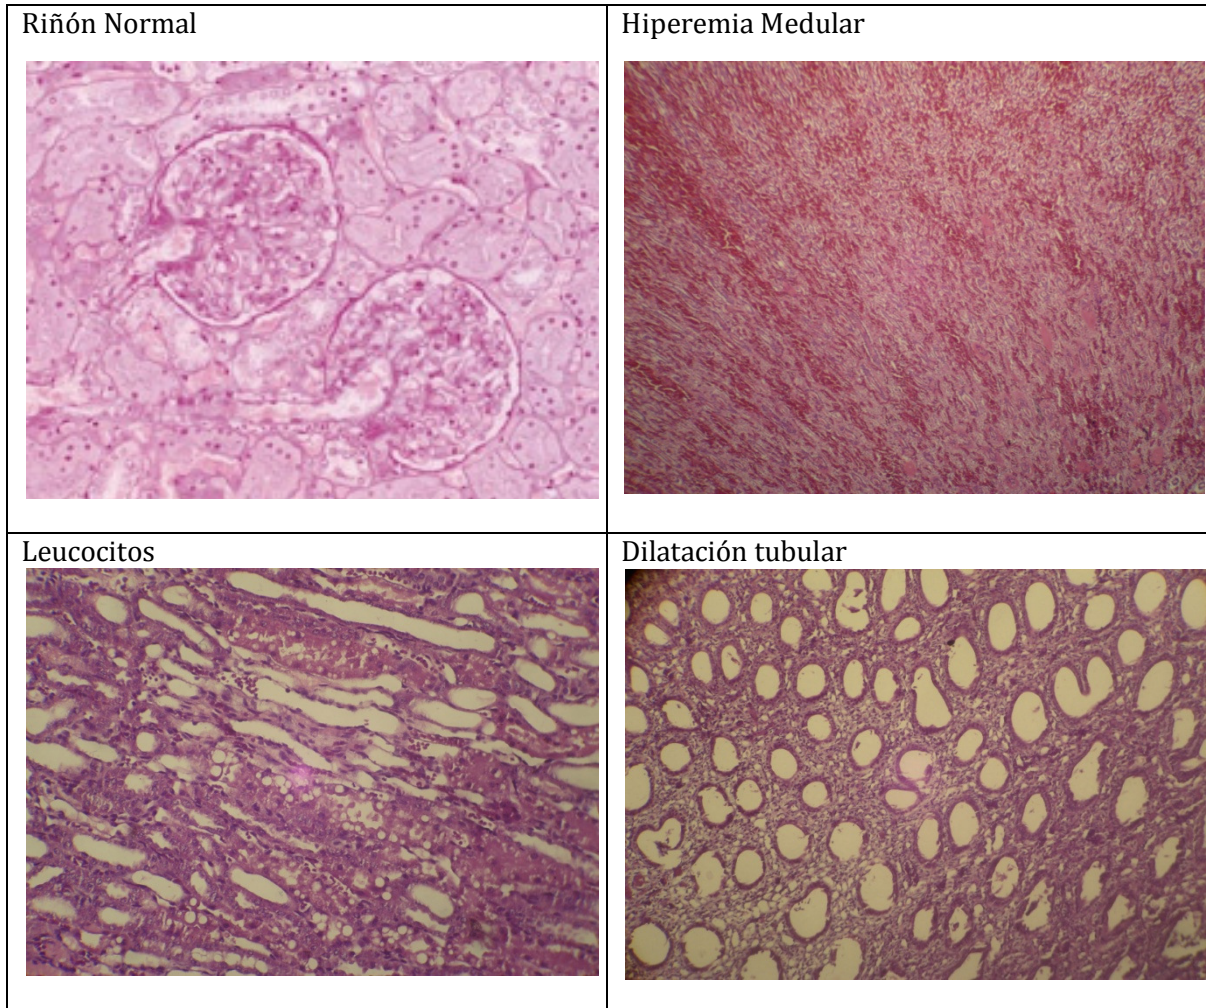 Riñón Normal
Hiperemia Medular
Leucocitos
Dilatación tubular